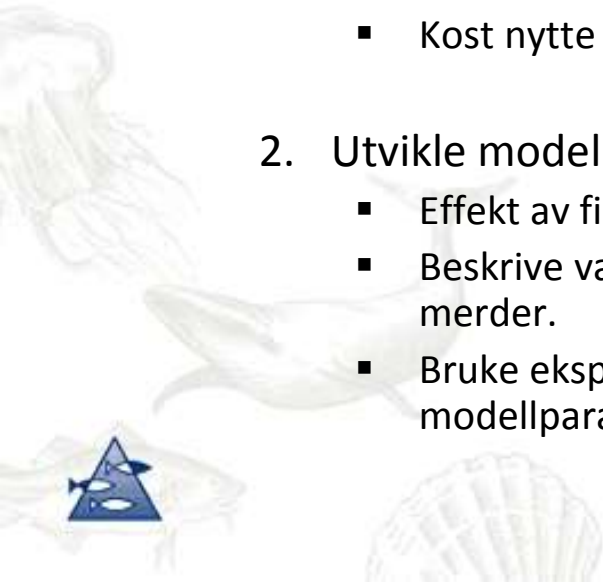 ▪ Kost nytte
2. Utvikle model
▪ Effekt av fi
▪ Beskrive va
merder.
▪ Bruke eksp
modellpara